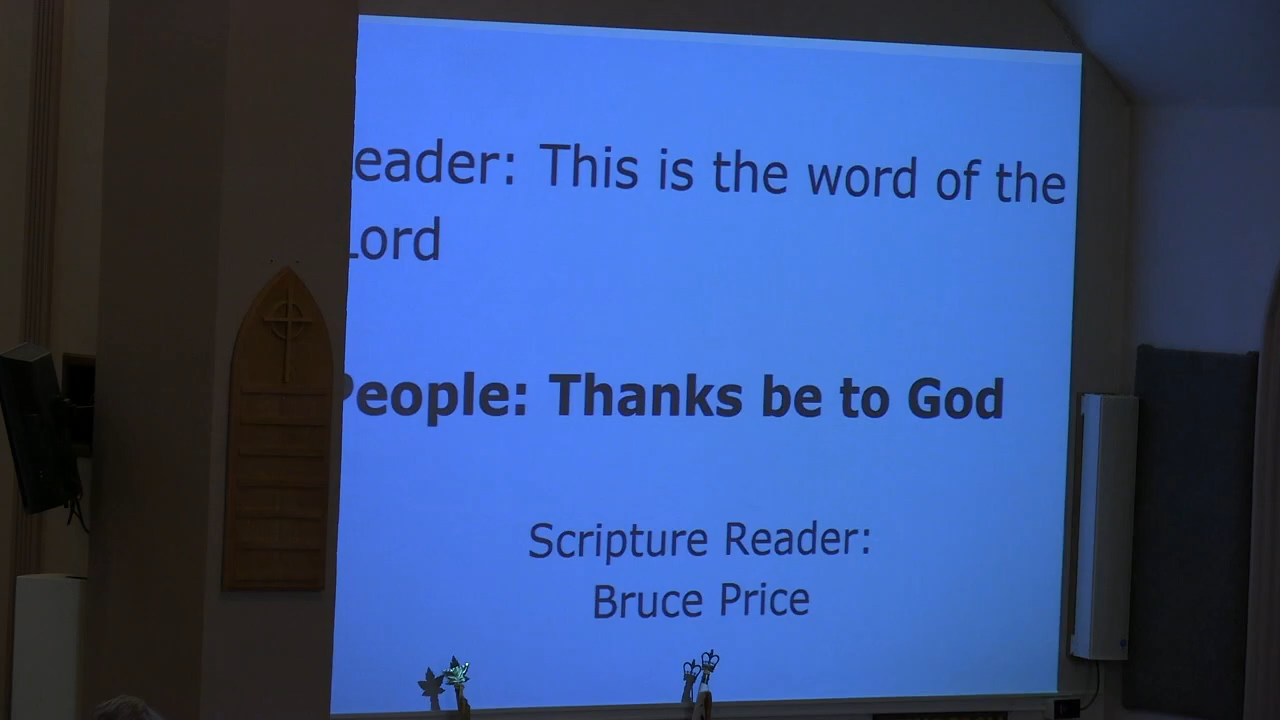 eader: This is the word of the
Lord
People: Thanks be to God
Scripture Reader:
Bruce Price